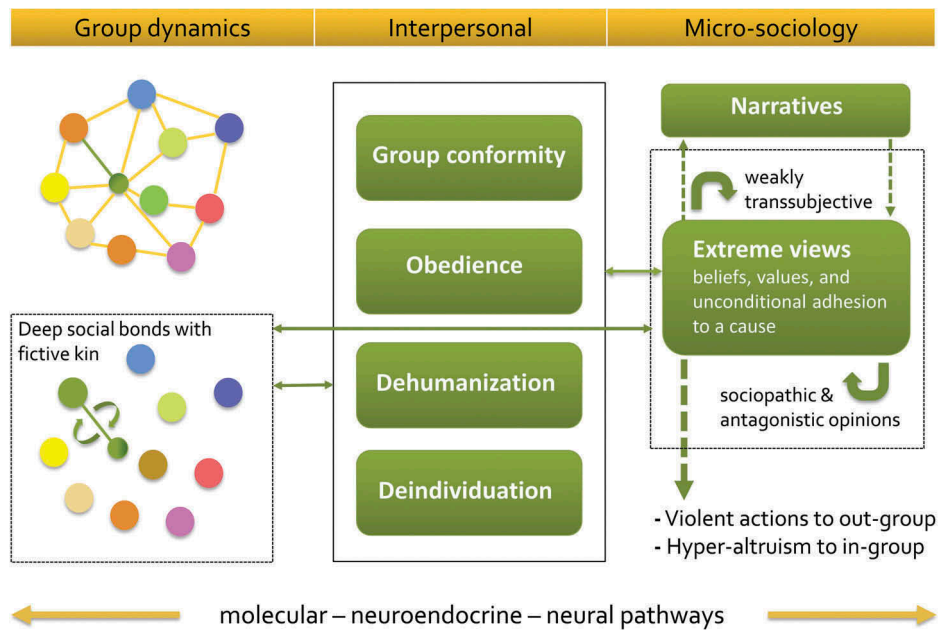 Group dynamics
Interpersonal
Micro-sociology
Deep social bonds with
fictive kin
Group conformity
Obedience
Dehumanization
Deindividuation
Narratives
weakly
transsubjective
Extreme views
beliefs, values, and
unconditional adhesion
to a cause
sociopathic &
antagonistic opinions
- Violent actions to out-group
- Hyper-altruism to in-group
molecular – neuroendocrine – neural pathways